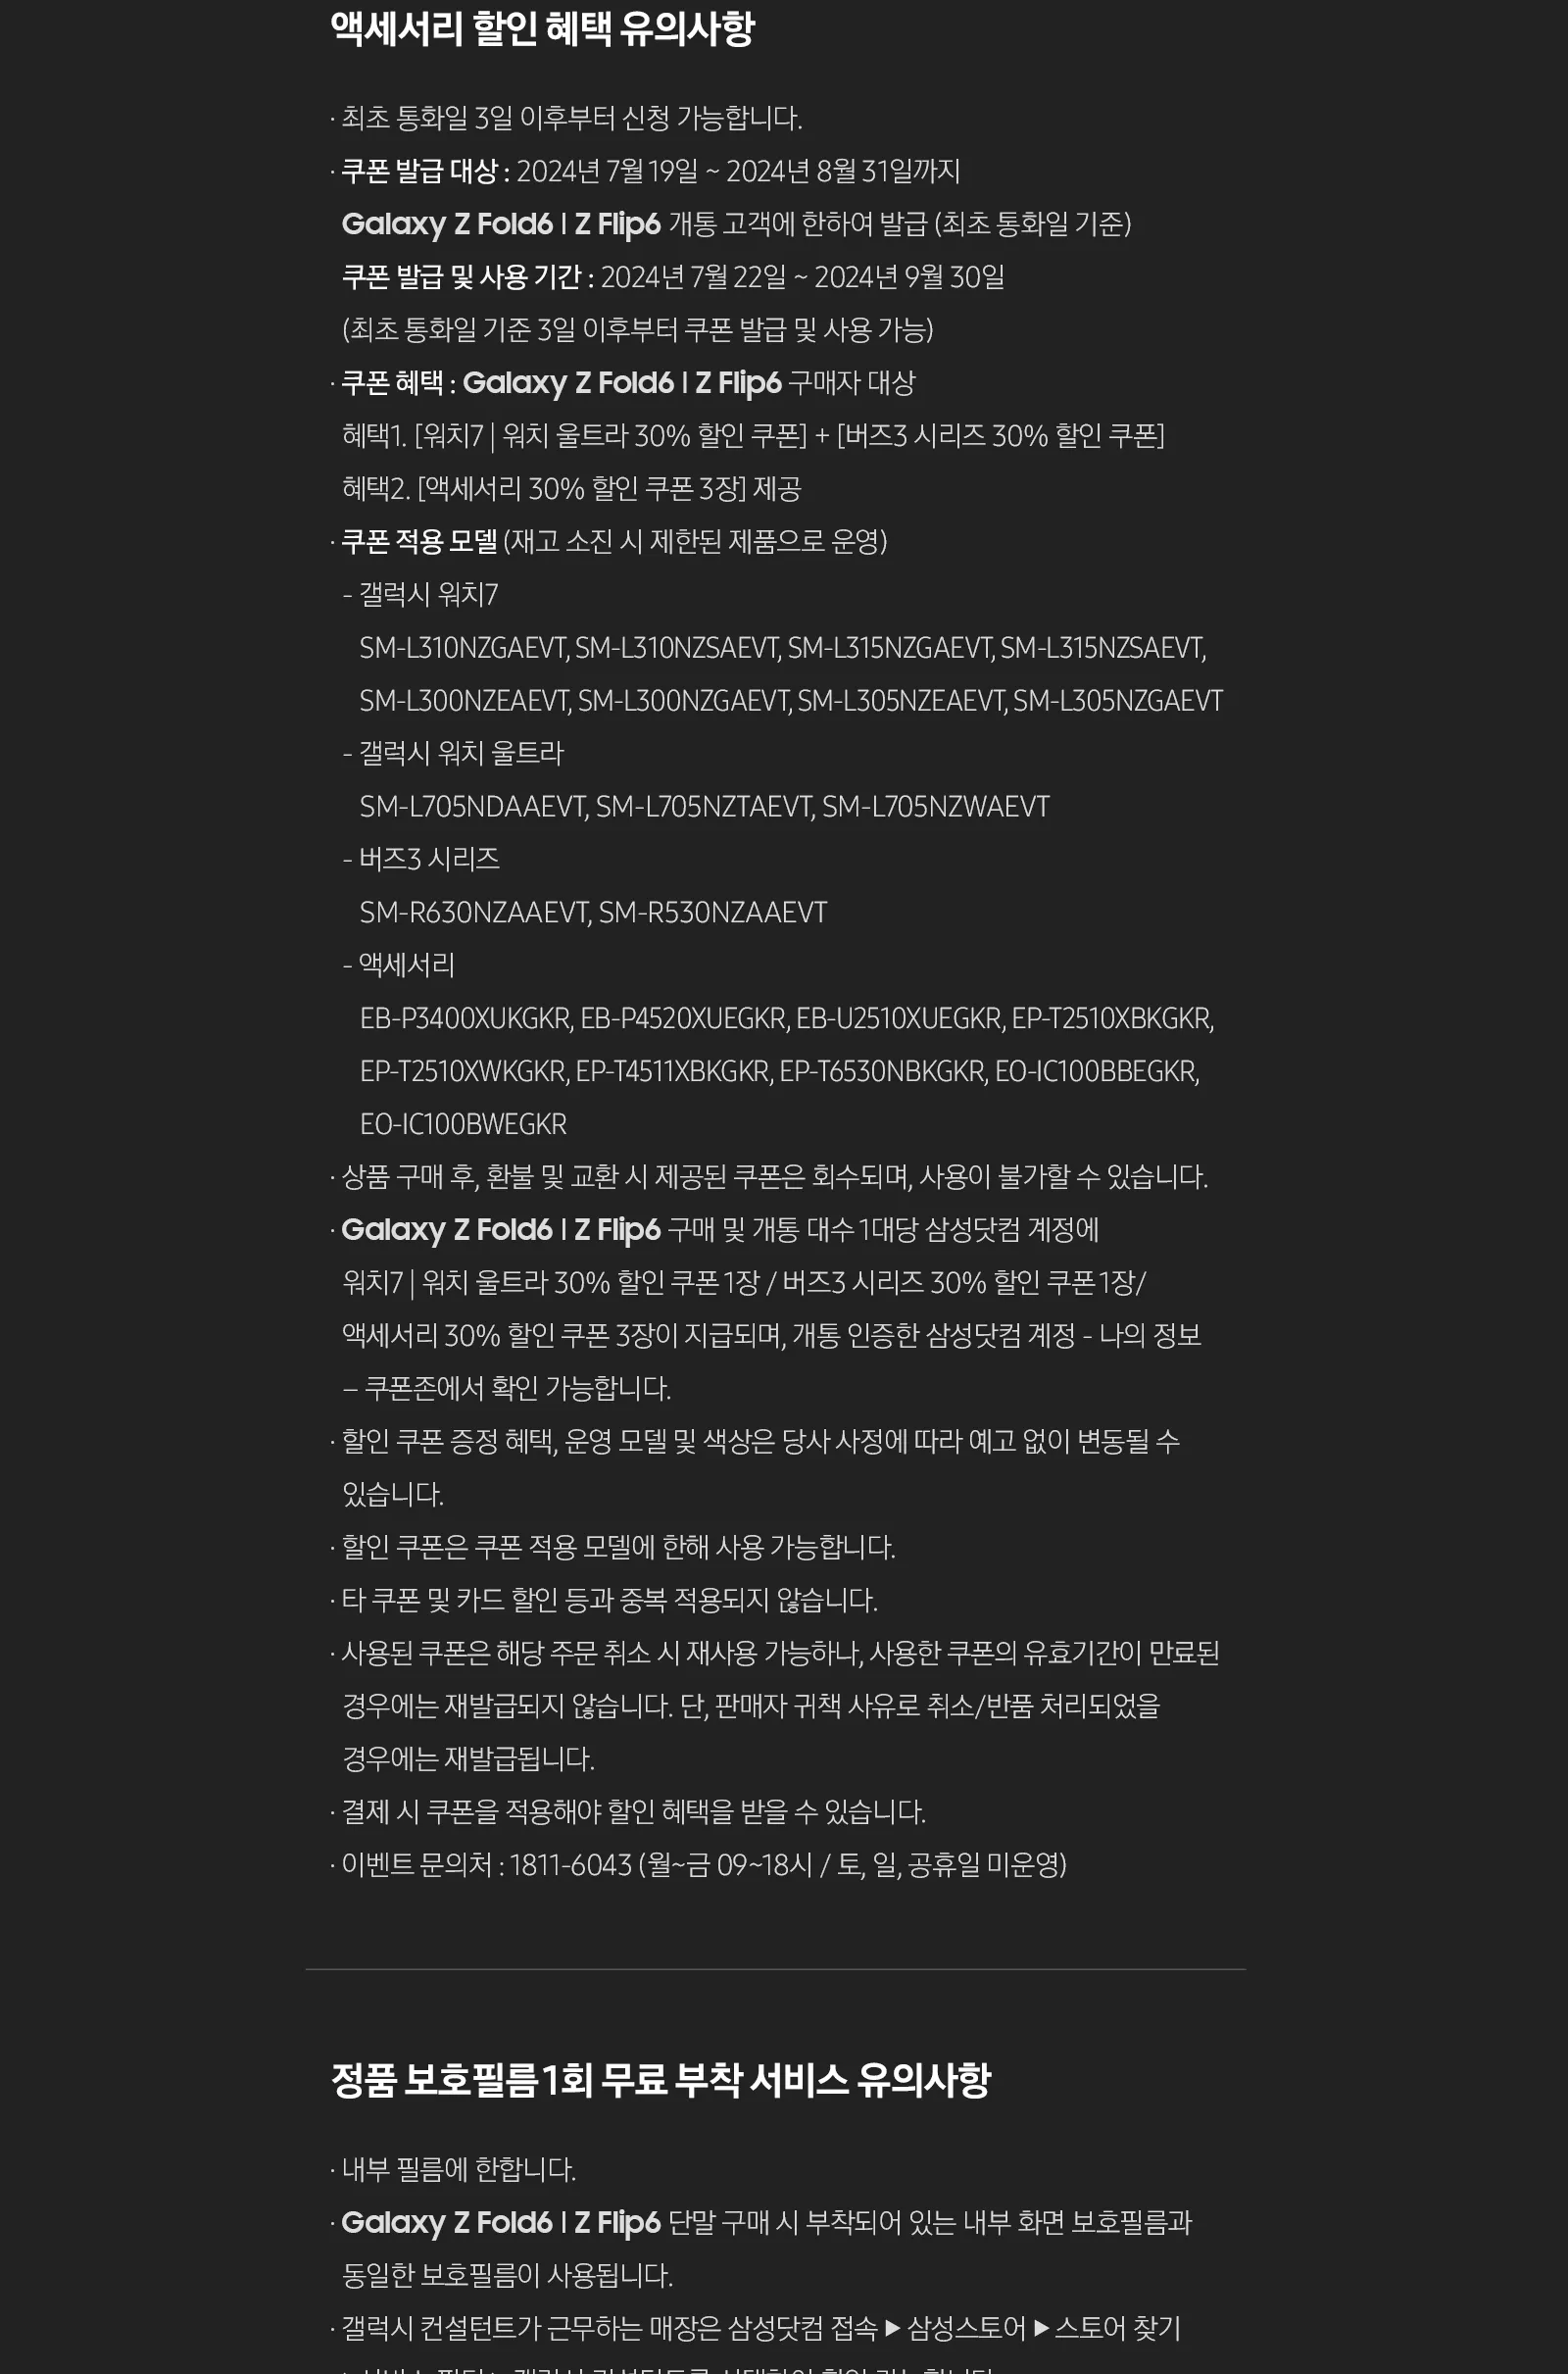 액세서리 할인 혜택 유의사항
· 최초 통화일 3일 이후부터 신청 가능합니다.
· 쿠폰 발급 대상 : 2024년 7월 19일 ~ 2024년 8월 31일까지
Galaxy Z Fold6 | Z Flip6 개통 고객에 한하여 발급 (최초 통화일 기준)
쿠폰 발급 및 사용 기간 : 2024년 7월 22일 ~ 2024년 9월 30일
(최초 통화일 기준 3일 이후부터 쿠폰 발급 및 사용 가능)
· 쿠폰 혜택 : Galaxy Z Fold6 | Z Flip6 구매자 대상
혜택1. [워치7 | 워치 울트라 30% 할인 쿠폰] + [버즈3 시리즈 30% 할인 쿠폰]
혜택2. [액세서리 30% 할인 쿠폰 3장] 제공
· 쿠폰 적용 모델 (재고 소진 시 제한된 제품으로 운영)
- 갤럭시 워치7
SM-L310NZGAEVT, SM-L310NZSAEVT, SM-L315NZGAEVT, SM-L315NZSAEVT,
SM-L300NZEAEVT, SM-L300NZGAEVT, SM-L305NZEAEVT, SM-L305NZGAEVT
- 갤럭시 워치 울트라
SM-L705NDAAEVT, SM-L705NZTAEVT, SM-L705NZWAEVT
- 버즈3 시리즈
SM-R630NZAAEVT, SM-R530NZAAEVT
- 액세서리
EB-P3400XUKGKR, EB-P4520XUEGKR, EB-U2510XUEGKR, EP-T2510XBKGKR,
EP-T2510XWKGKR, EP-T4511XBKGKR, EP-T6530NBKGKR, EO-IC100BBEGKR,
EO-IC100BWEGKR
· 상품 구매 후, 환불 및 교환 시 제공된 쿠폰은 회수되며, 사용이 불가할 수 있습니다.
· Galaxy Z Fold6 | Z Flip6 구매 및 개통 대수 1대당 삼성닷컴 계정에
워치7 | 워치 울트라 30% 할인 쿠폰 1장 / 버즈3 시리즈 30% 할인 쿠폰 1장/
액세서리 30% 할인 쿠폰 3장이 지급되며, 개통 인증한 삼성닷컴 계정 - 나의 정보
– 쿠폰존에서 확인 가능합니다.
· 할인 쿠폰 증정 혜택, 운영 모델 및 색상은 당사 사정에 따라 예고 없이 변동될 수
있습니다.
· 할인 쿠폰은 쿠폰 적용 모델에 한해 사용 가능합니다.
· 타 쿠폰 및 카드 할인 등과 중복 적용되지 않습니다.
· 사용된 쿠폰은 해당 주문 취소 시 재사용 가능하나, 사용한 쿠폰의 유효기간이 만료된
경우에는 재발급되지 않습니다. 단, 판매자 귀책 사유로 취소/반품 처리되었을
경우에는 재발급됩니다.
· 결제 시 쿠폰을 적용해야 할인 혜택을 받을 수 있습니다.
· 이벤트 문의처 : 1811-6043 (월~금 09~18시 / 토, 일, 공휴일 미운영)
정품 보호필름 1회 무료 부착 서비스 유의사항
· 내부 필름에 한합니다.
· Galaxy Z Fold6 | Z Flip6 단말 구매 시 부착되어 있는 내부 화면 보호필름과
동일한 보호필름이 사용됩니다.
· 갤럭시 컨설턴트가 근무하는 매장은 삼성닷컴 접속 ▶ 삼성스토어 ▶ 스토어 찾기